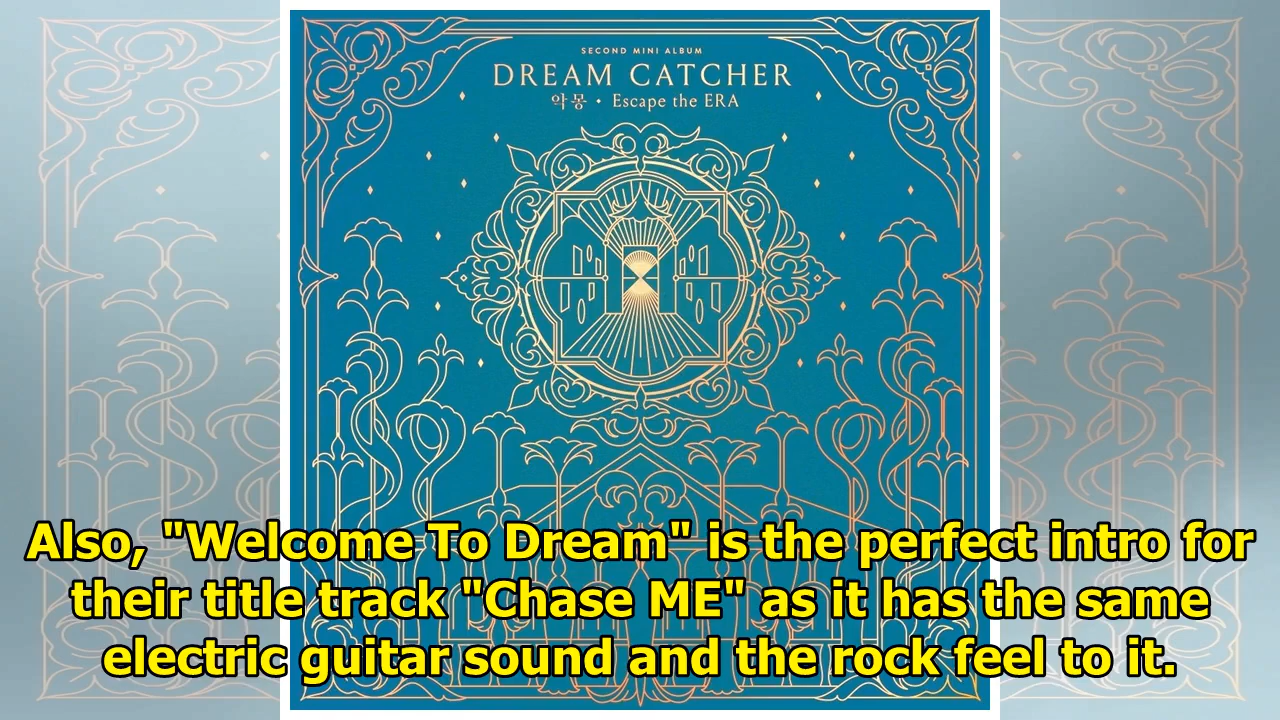 SECOND MINI ALBUM
DREAM CATCHER
악몽 • Escape the ERA
Also, "Welcome To Dream" is the perfect intro for
their title track "Chase ME" as it has the same
electric guitar sound and the rock feel to it.